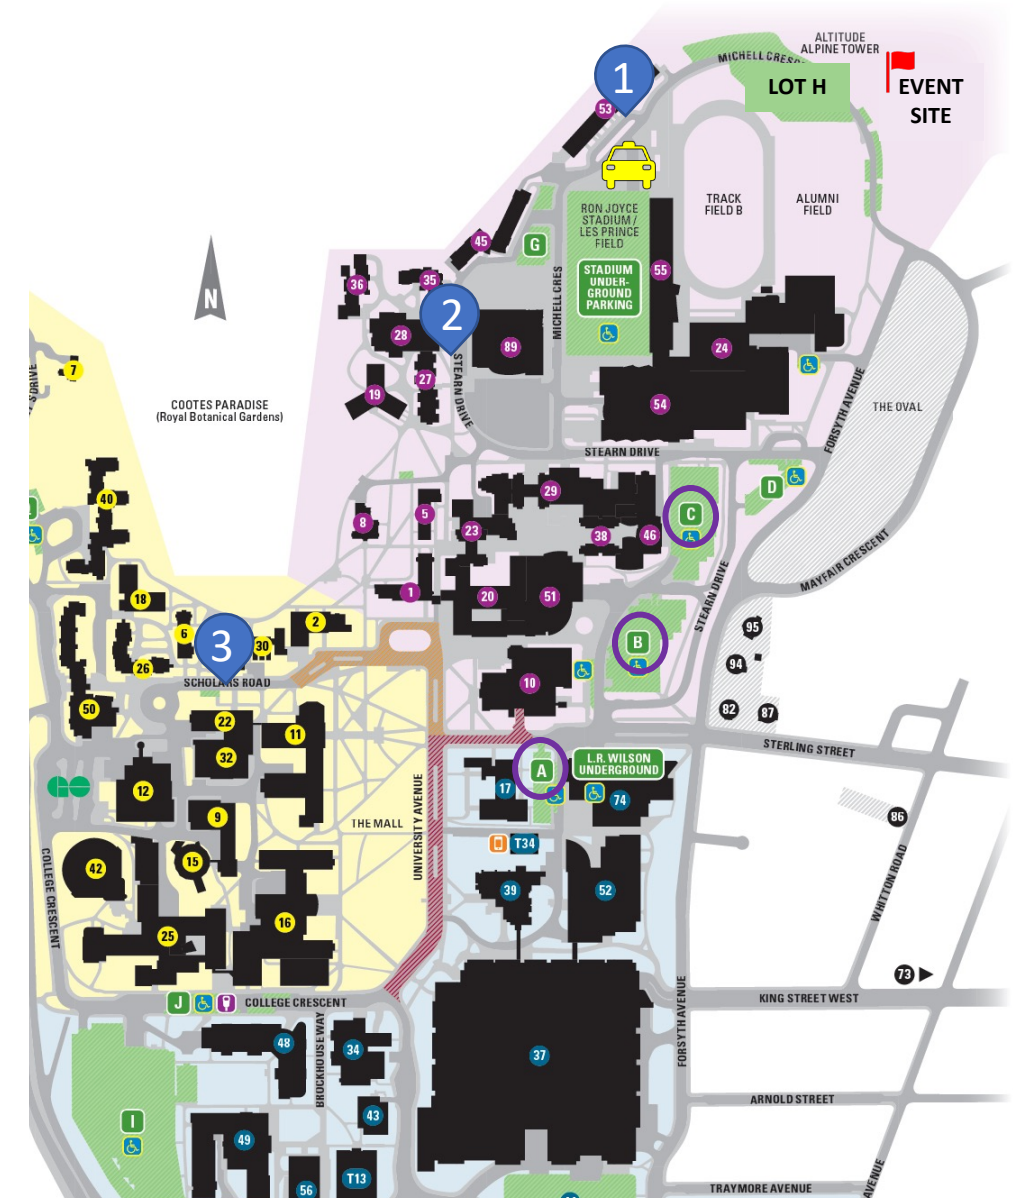 ALTITUDE
ALPINE TOWER
MICHELL CRESC
LOT H
EVENT
SITE
1
53
TRACK
FIELD B
ALUMNI
FIELD
RON JOYCE
STADIUM /
LES PRINCE
FIELD
STADIUM
UNDER-
GROUND
PARKING
G
45
36
35
55
N
2
28
89
MICHELL CRES
24
7
27
19
54
STEARN DRIVE
COOTES PARADISE
(Royal Botanical Gardens)
THE OVAL
FORSYTH AVENUE
STEARN DRIVE
40
29
D
C
8
5
23
38
46
MAYFAIR CRESCENT
18
1
20
51
STEARN DRIVE
6
3
30
2
B
95
26
94
SCHOLARS ROAD
10
50
82
87
22
11
32
STERLING STREET
L.R. WILSON
UNDERGROUND
A
12
17
74
9
THE MALL
UNIVERSITY AVENUE
86
T34
15
42
39
52
WHITTON ROAD
COLLEGE CRESCENT
16
25
73
J
COLLEGE CRESCENT
KING STREET WEST
FORSYTH AVENUE
BROCKHOUSE WAY
48
34
37
ARNOLD STREET
43
I
49
T13
56
TRAYMORE AVENUE
AVENUE